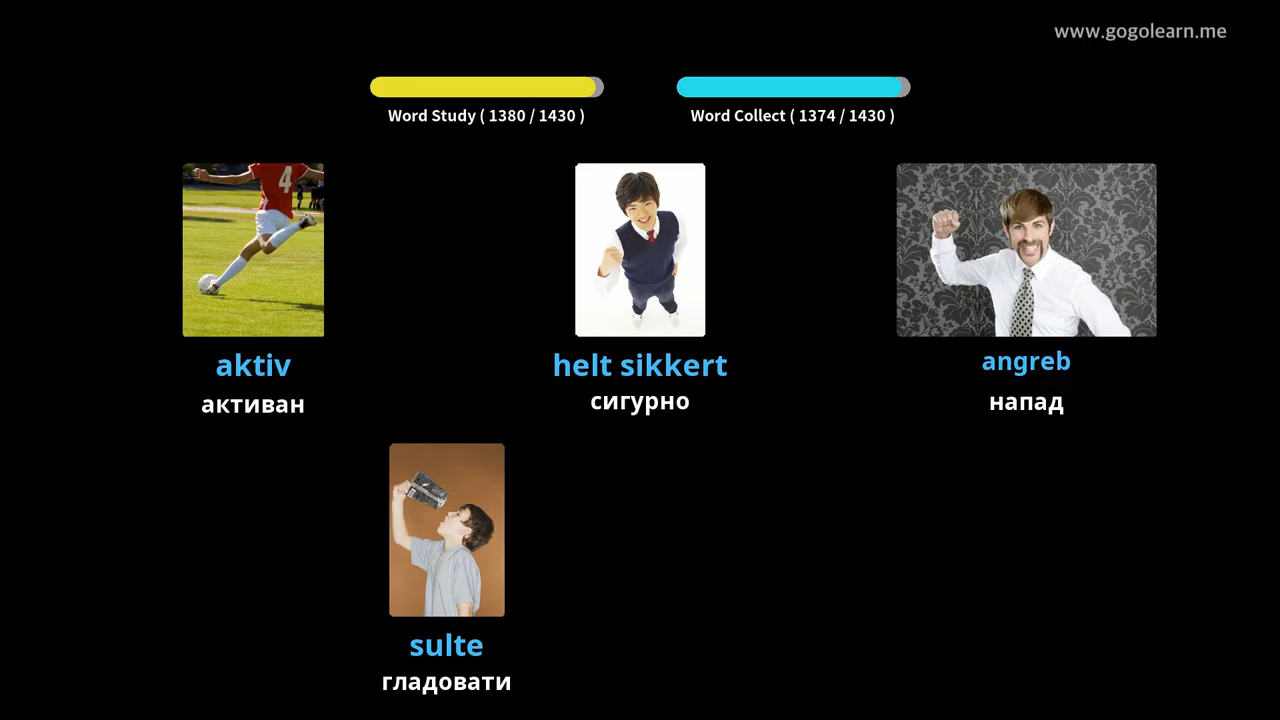 www.gogolearn.me
Word Study ( 1380 / 1430 )
Word Collect ( 1374 / 1430 )
4
aktiv
активан
helt sikkert
сигурно
angreb
напад
sulte
гладовати